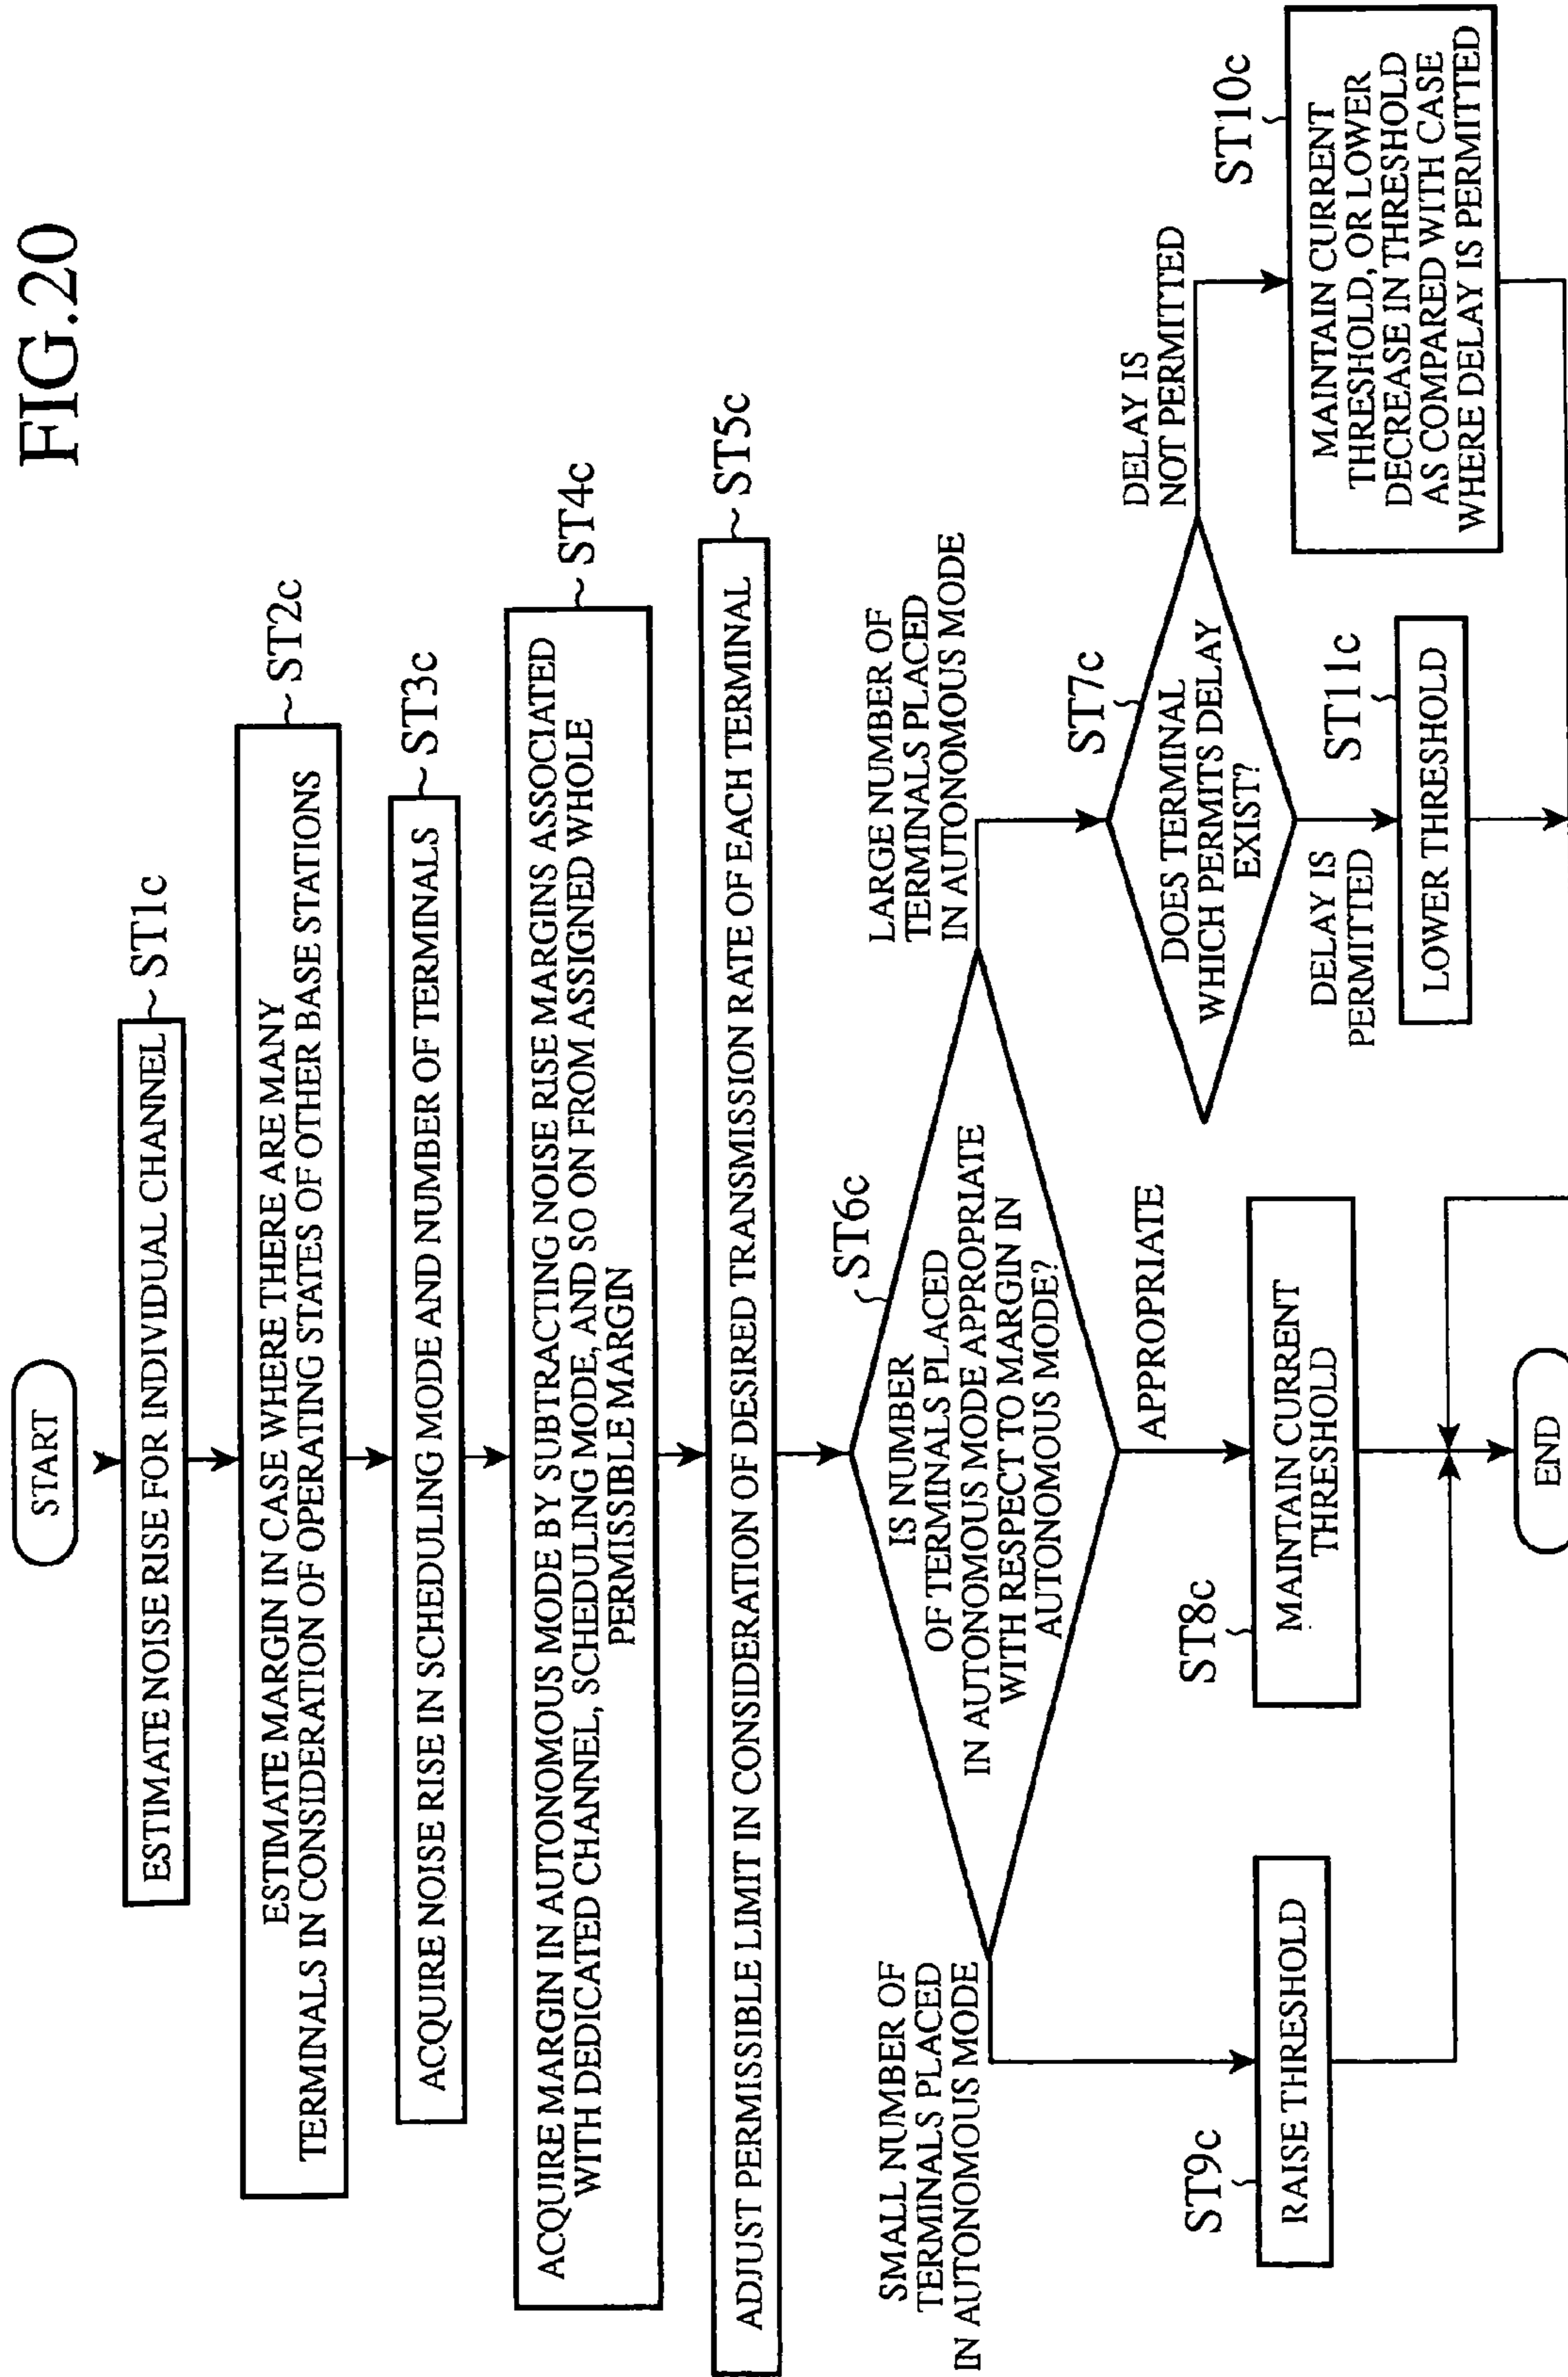 FIG.20
START
ESTIMATE NOISE RISE FOR INDIVIDUAL CHANNEL
ST1c
ESTIMATE MARGIN IN CASE WHERE THERE ARE MANY
TERMINALS IN CONSIDERATION OF OPERATING STATES OF OTHER BASE STATIONS
ST2c
ACQUIRE NOISE RISE IN SCHEDULING MODE AND NUMBER OF TERMINALS
ST3c
ACQUIRE MARGIN IN AUTONOMOUS MODE BY SUBTRACTING NOISE RISE MARGINS ASSOCIATED
WITH DEDICATED CHANNEL, SCHEDULING MODE, AND SO ON FROM ASSIGNED WHOLE
PERMISSIBLE MARGIN
ST4c
ADJUST PERMISSIBLE LIMIT IN CONSIDERATION OF DESIRED TRANSMISSION RATE OF EACH TERMINAL
ST5c
ST6c
IS NUMBER
OF TERMINALS PLACED
IN AUTONOMOUS MODE APPROPRIATE
WITH RESPECT TO MARGIN IN
AUTONOMOUS MODE?
SMALL NUMBER OF
TERMINALS PLACED
IN AUTONOMOUS MODE
APPROPRIATE
LARGE NUMBER OF
TERMINALS PLACED
IN AUTONOMOUS MODE
ST7c
DOES TERMINAL
WHICH PERMITS DELAY
EXIST?
DELAY IS
NOT PERMITTED
DELAY IS
PERMITTED
ST9c
RAISE THRESHOLD
ST8c
MAINTAIN CURRENT
THRESHOLD
ST11c
LOWER THRESHOLD
ST10c
MAINTAIN CURRENT
THRESHOLD, OR LOWER
DECREASE IN THRESHOLD
AS COMPARED WITH CASE
WHERE DELAY IS PERMITTED
END